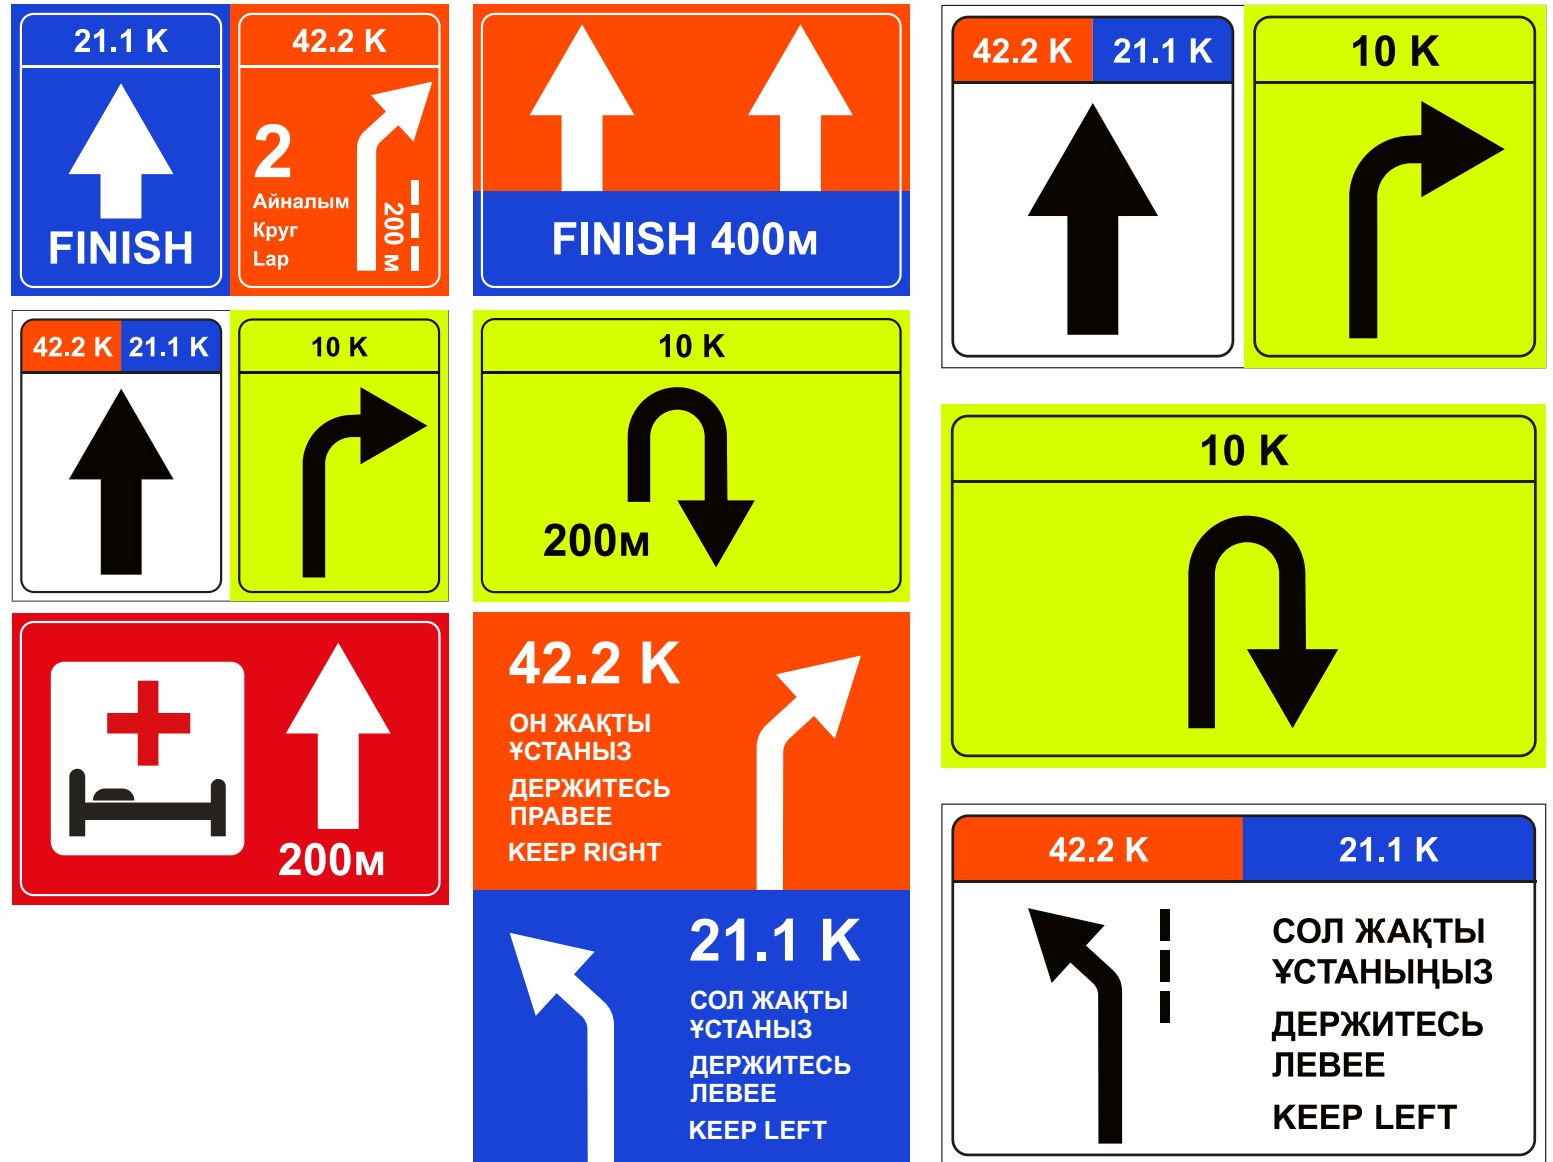 21.1 K
FINISH
42.2 K
2
Айналым
Круг
Lap
200 м
FINISH 400м
42.2 K
21.1 K
10 K
42.2 K
21.1 K
10 K
10 K
200м
10 K
200м
42.2 K
ОН ЖАҚТЫ
ҰСТАНЫЗ
ДЕРЖИТЕСЬ
ПРАВЕЕ
KEEP RIGHT
21.1 K
СОЛ ЖАҚТЫ
ҰСТАНЫЗ
ДЕРЖИТЕСЬ
ЛЕВЕЕ
KEEP LEFT
42.2 K
21.1 K
СОЛ ЖАҚТЫ
ҰСТАНЫҢЫЗ
ДЕРЖИТЕСЬ
ЛЕВЕЕ
KEEP LEFT